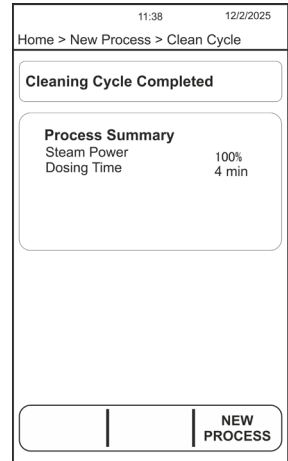 11:38 12/2/2025
Home > New Process > Clean Cycle
Cleaning Cycle Completed
Process Summary
Steam Power 100%
Dosing Time 4 min
NEW
PROCESS